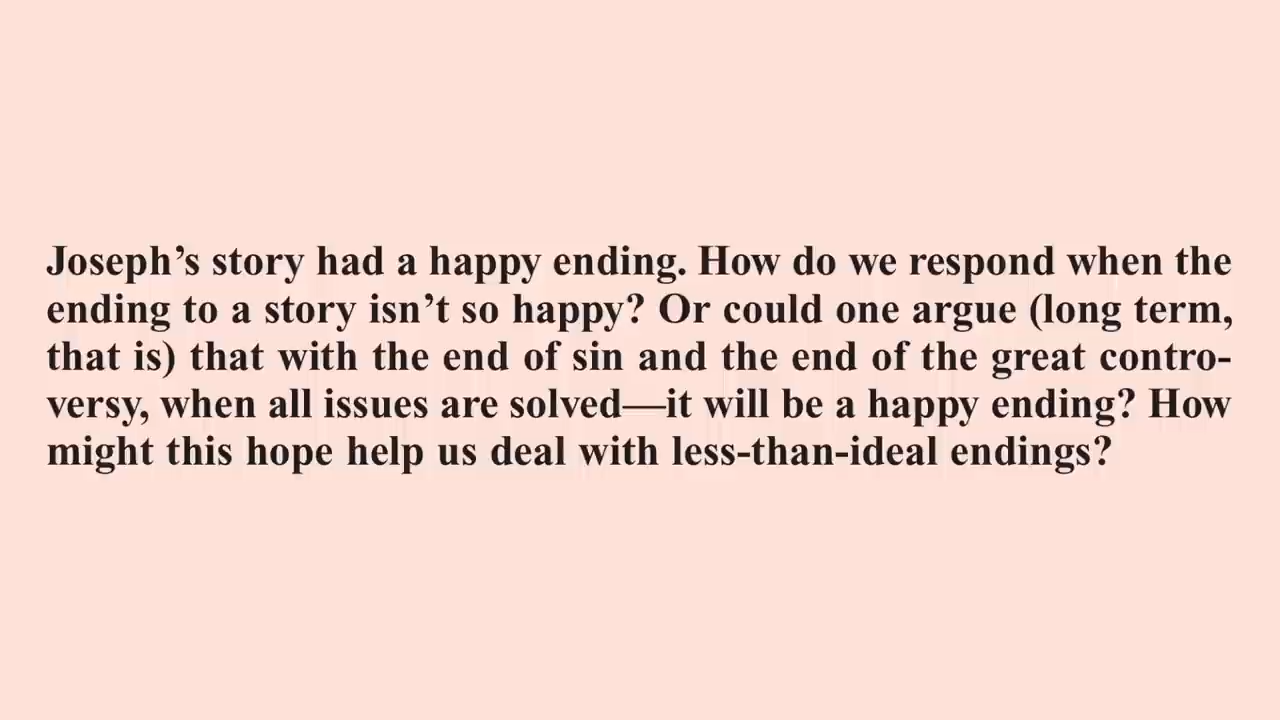 Joseph’s story had a happy ending. How do we respond when the
ending to a story isn’t so happy? Or could one argue (long term,
that is) that with the end of sin and the end of the great contro-
versy, when all issues are solved—it will be a happy ending? How
might this hope help us deal with less-than-ideal endings?